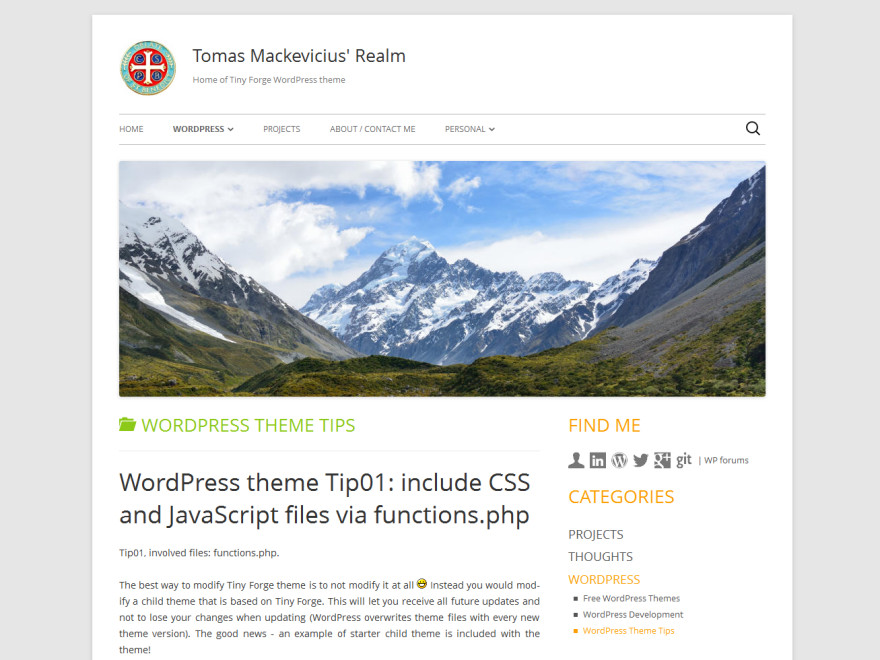 Tomas Mackevicius' Realm
Home of Tiny Forge WordPress theme
HOME
WORDPRESS
PROJECTS
ABOUT / CONTACT ME
PERSONAL
WORDPRESS THEME TIPS
WordPress theme Tip01: include CSS
and JavaScript files via functions.php
Tip01, involved files: functions.php.
The best way to modify Tiny Forge theme is to not modify it at all Instead you would mod-
ify a child theme that is based on Tiny Forge. This will let you receive all future updates and
not to lose your changes when updating (WordPress overwrites theme files with every new
theme version). The good news - an example of starter child theme is included with the
theme!
FIND ME
git | WP forums
CATEGORIES
PROJECTS
THOUGHTS
WORDPRESS
Free WordPress Themes
WordPress Development
WordPress Theme Tips